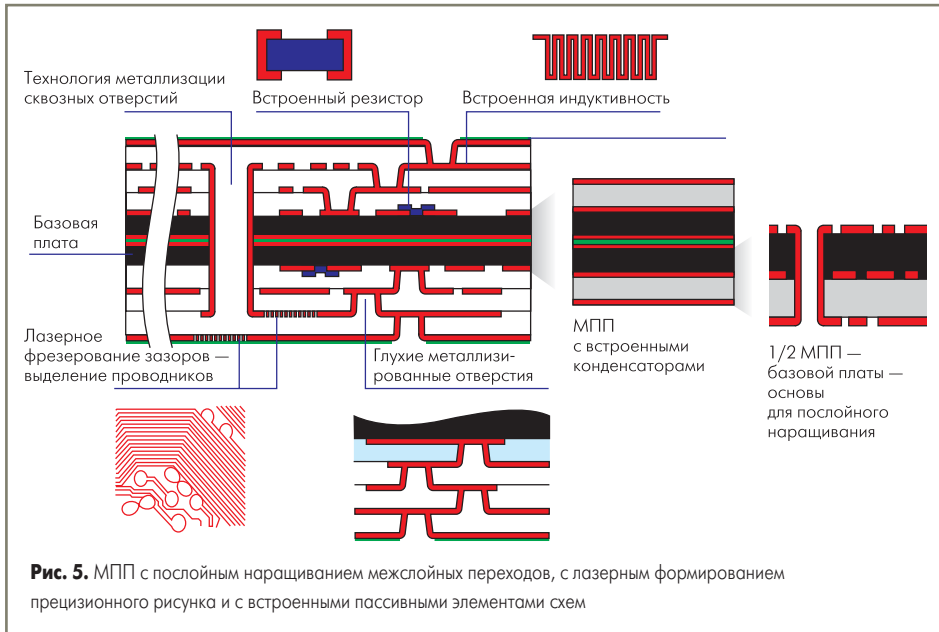 Технология металлизации
сквозных отверстий
Встроенный резистор
Встроенная индуктивность
Базовая
плата
Лазерное
фрезерование зазоров —
выделение проводников
Глухие металлизи-
рованные отверстия
МПП
с встроенными
конденсаторами
1/2 МПП —
базовой платы —
основы
для послойного
наращивания
Рис. 5. МПП с послойным наращиванием межслойных переходов, с лазерным формированием
прецизионного рисунка и с встроенными пассивными элементами схем